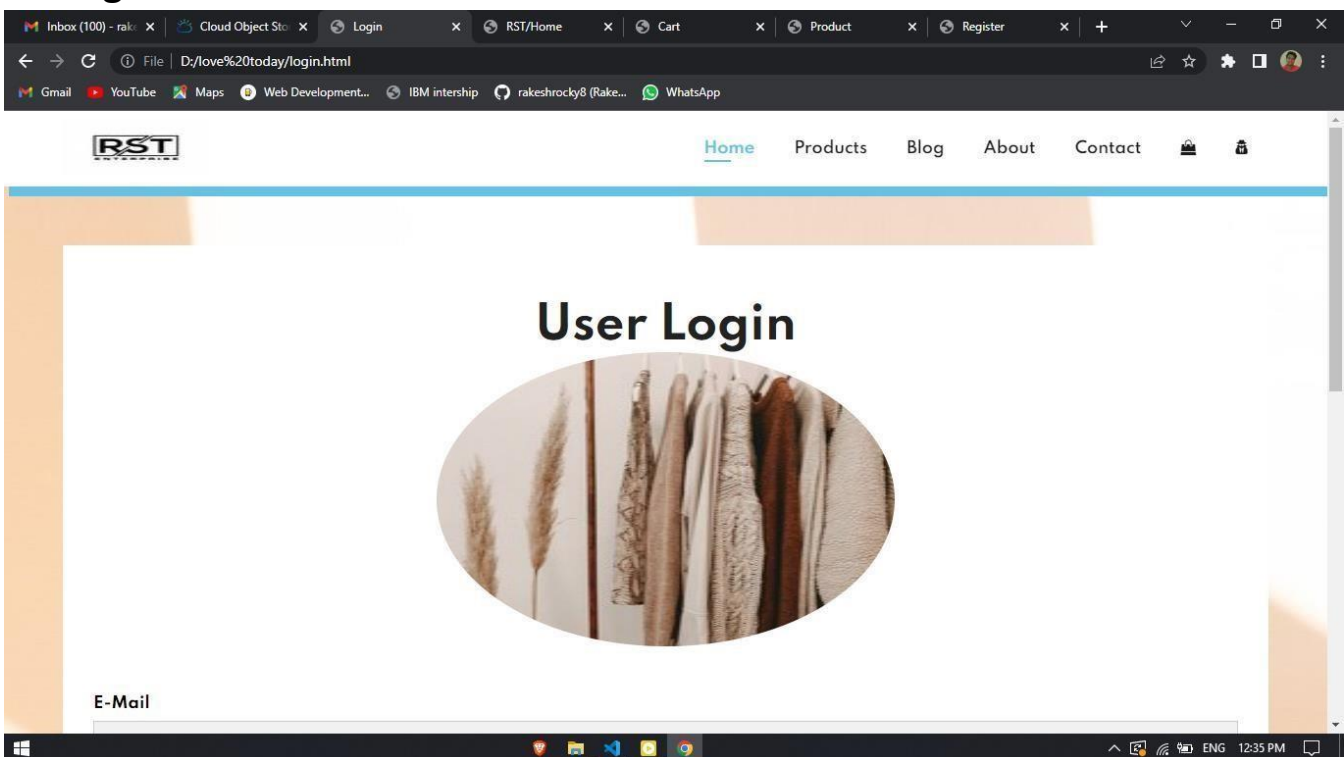 Inbox (100) - rak Cloud Object Sto Login RST/Home Cart Product Register
File D:/love%20today/login.html
Gmail YouTube Maps Web Development... IBM intership rakeshrocky8 (Rake... WhatsApp
RST Home Products Blog About Contact
ENTERPRISE
User Login
E-Mail
ENG 12:35 PM